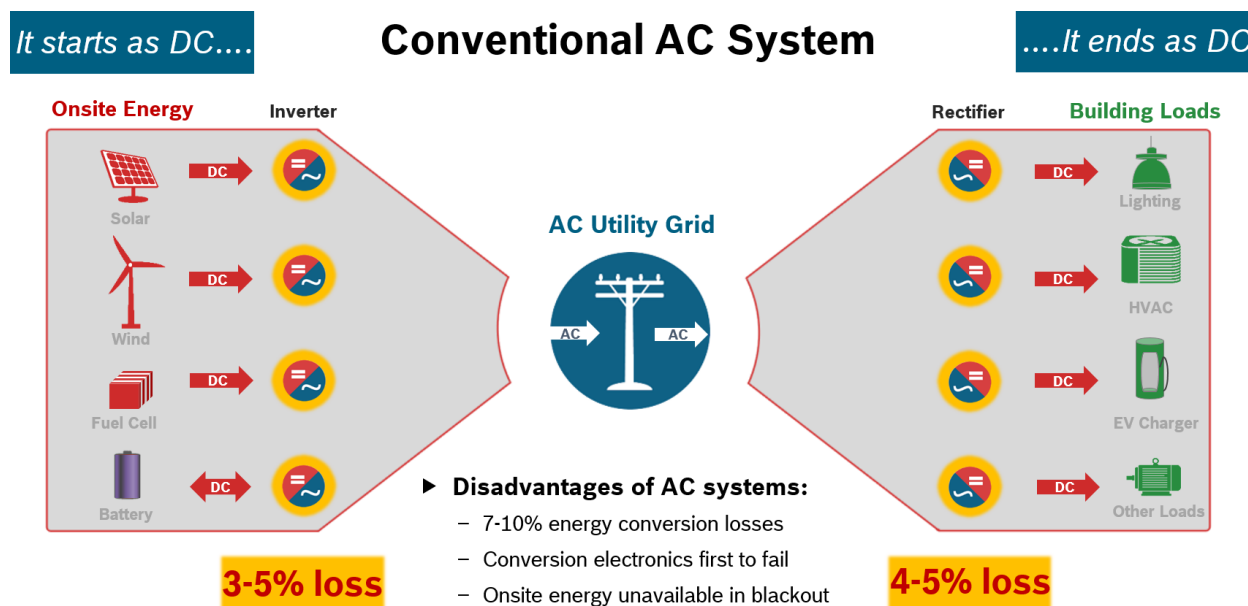 It starts as DC....
Conventional AC System
....It ends as DC
Onsite Energy
Inverter
Rectifier
Building Loads
DC
Solar
DC
Lighting
AC Utility Grid
DC
Wind
DC
HVAC
AC
AC
DC
Fuel Cell
DC
EV Charger
DC
Battery
DC
Other Loads
Disadvantages of AC systems:
– 7-10% energy conversion losses
– Conversion electronics first to fail
– Onsite energy unavailable in blackout
3-5% loss
4-5% loss